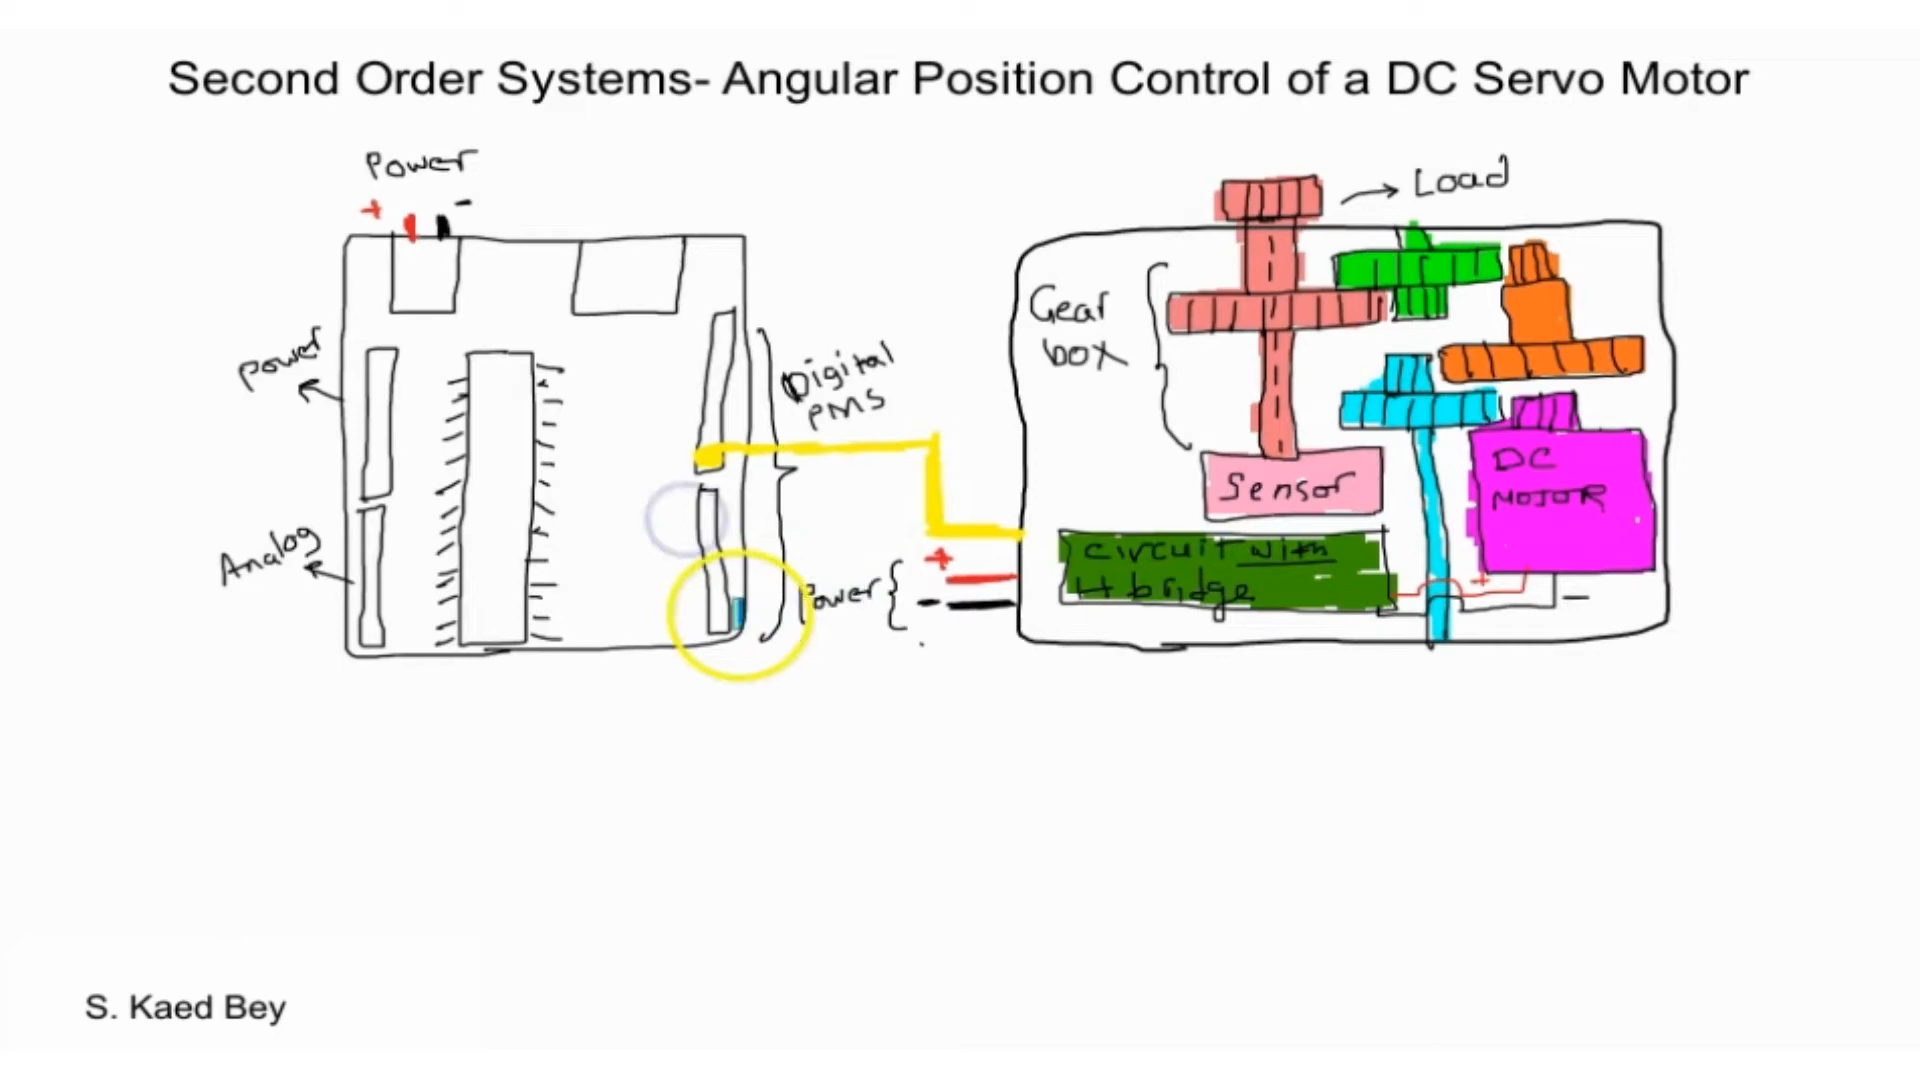 Second Order Systems- Angular Position Control of a DC Servo Motor
Power
+ -
Power
Analog
Digital
PMS
Power
+
-
Load
Gear
box
Sensor
DC
MOTOR
Circuit with
H bridge
+
-
S. Kaed Bey